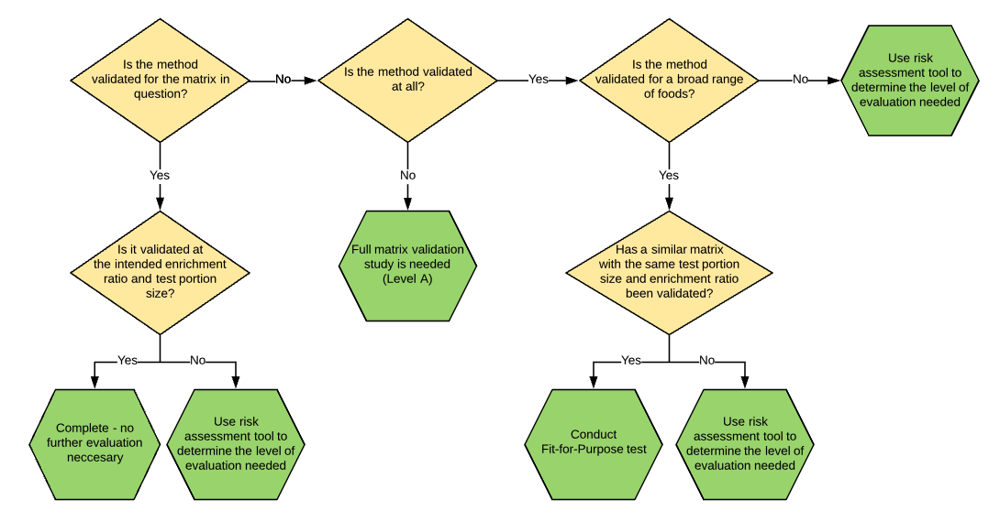 Is the method
validated for the matrix in
question?
No
Is the method validated
at all?
Yes
Is the method
validated for a broad range
of foods?
No
Use risk
assessment tool to
determine the level of
evaluation needed
Yes
No
Yes
Is it validated at
the intended enrichment
ratio and test portion
size?
Full matrix validation
study is needed
(Level A)
Has a similar matrix
with the same test portion
size and enrichment ratio
been validated?
Yes
No
Yes
No
Complete - no
further evaluation
neccesary
Use risk
assessment tool to
determine the level of
evaluation needed
Conduct
Fit-for-Purpose test
Use risk
assessment tool to
determine the level of
evaluation needed